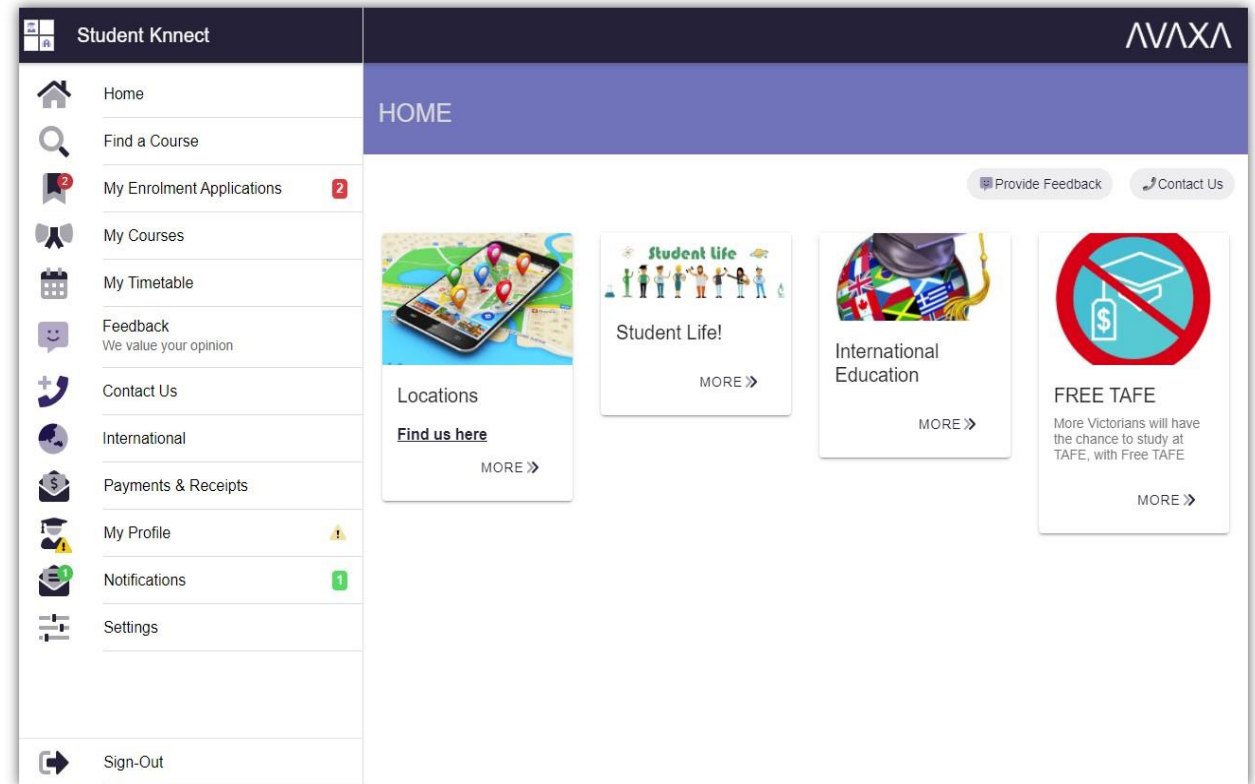 Student Knnect
AVAXA
Home
Find a Course
My Enrolment Applications 2
2
My Courses
My Timetable
Feedback
We value your opinion
Contact Us
International
Payments & Receipts
My Profile
Notifications 1
1
Settings
Sign-Out
HOME
Provide Feedback
Contact Us
Locations
Find us here
MORE
Student life
Student Life!
MORE
International
Education
MORE
$
FREE TAFE
More Victorians will have
the chance to study at
TAFE, with Free TAFE
MORE